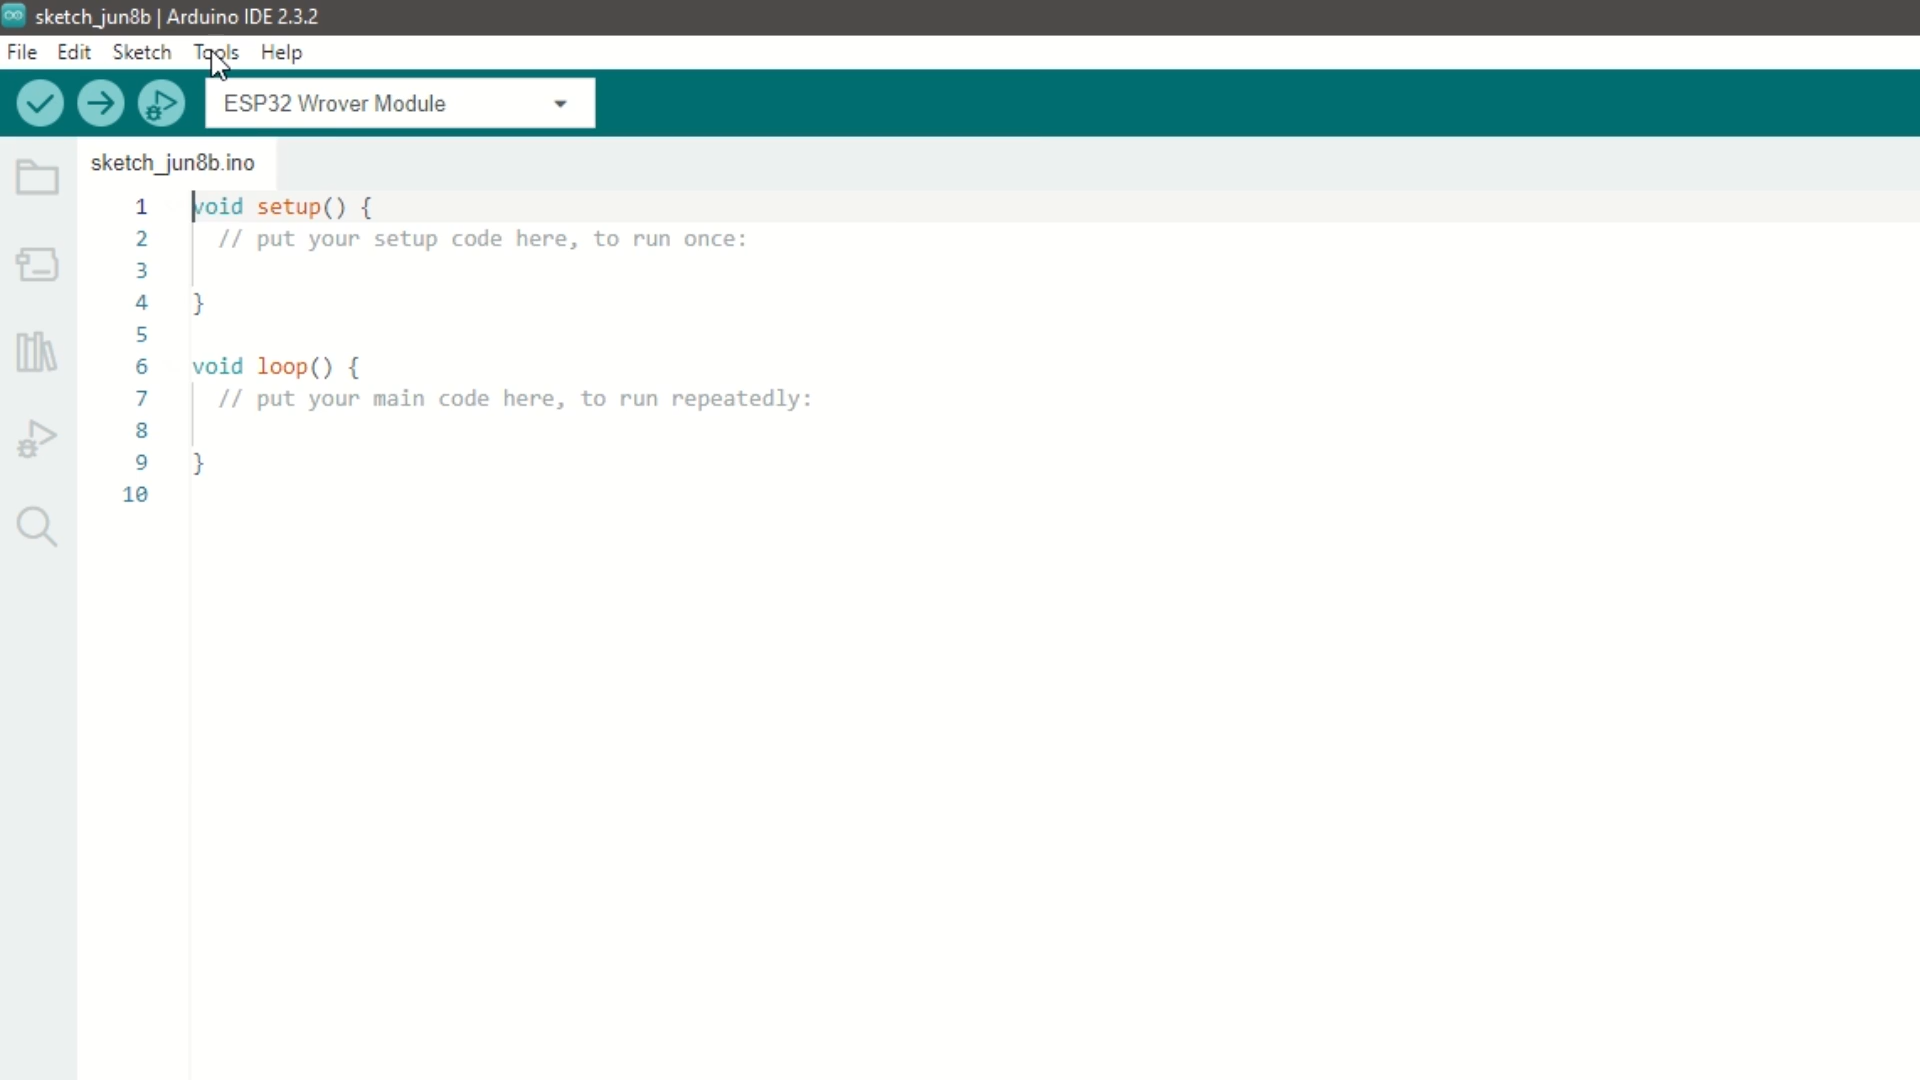 sketch_jun8b | Arduino IDE 2.3.2
File Edit Sketch Tools Help
ESP32 Wrover Module
sketch_jun8b.ino
1 void setup() {
2 // put your setup code here, to run once:
3
4 }
5
6 void loop() {
7 // put your main code here, to run repeatedly:
8
9 }
10